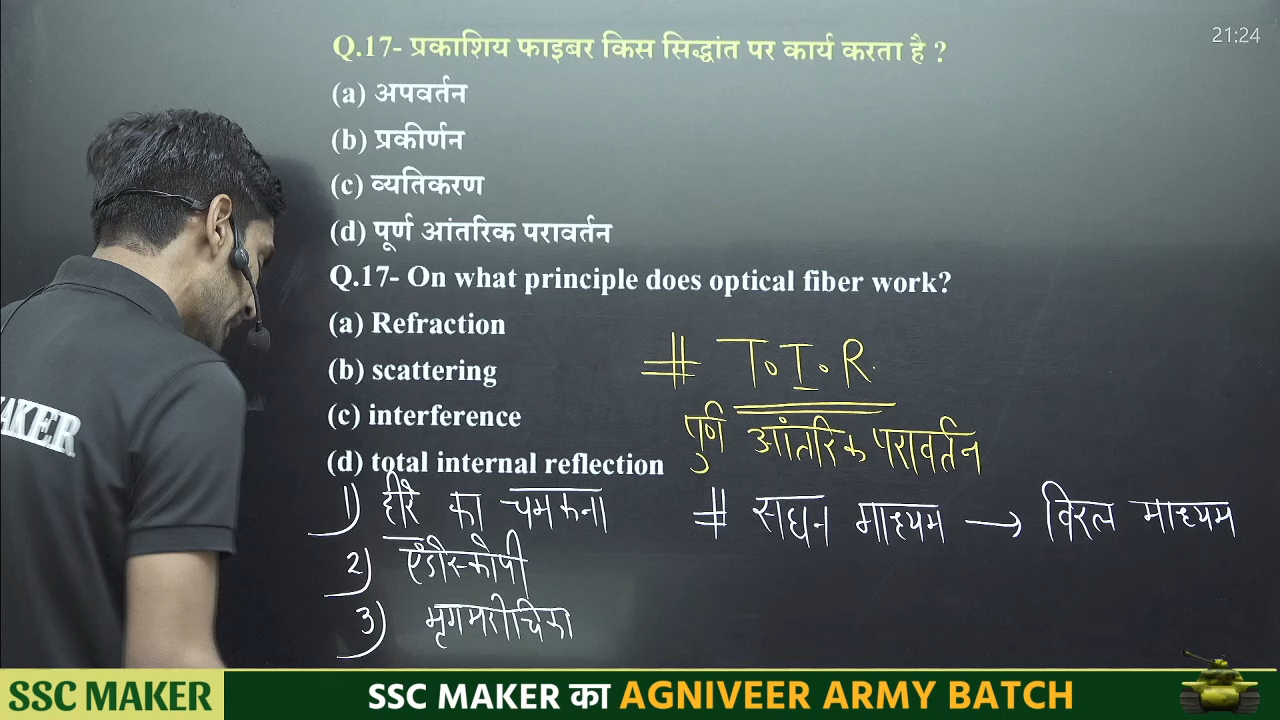 21:24
Q.17- प्रकाशिय फाइबर किस सिद्धांत पर कार्य करता है ?
(a) अपवर्तन
(b) प्रकीर्णन
(c) व्यतिकरण
(d) पूर्ण आंतरिक परावर्तन
Q.17- On what principle does optical fiber work?
(a) Refraction
(b) scattering
(c) interference
(d) total internal reflection
# T.I.R.
पुर्ण आंतरिक परावर्तन
1) हीरे का चमकना
# सघन माध्यम → विरल माध्यम
2) एंडोस्कोपी
3) मृगमरीचिका
MAKER
SSC MAKER
SSC MAKER का AGNIVEER ARMY BATCH